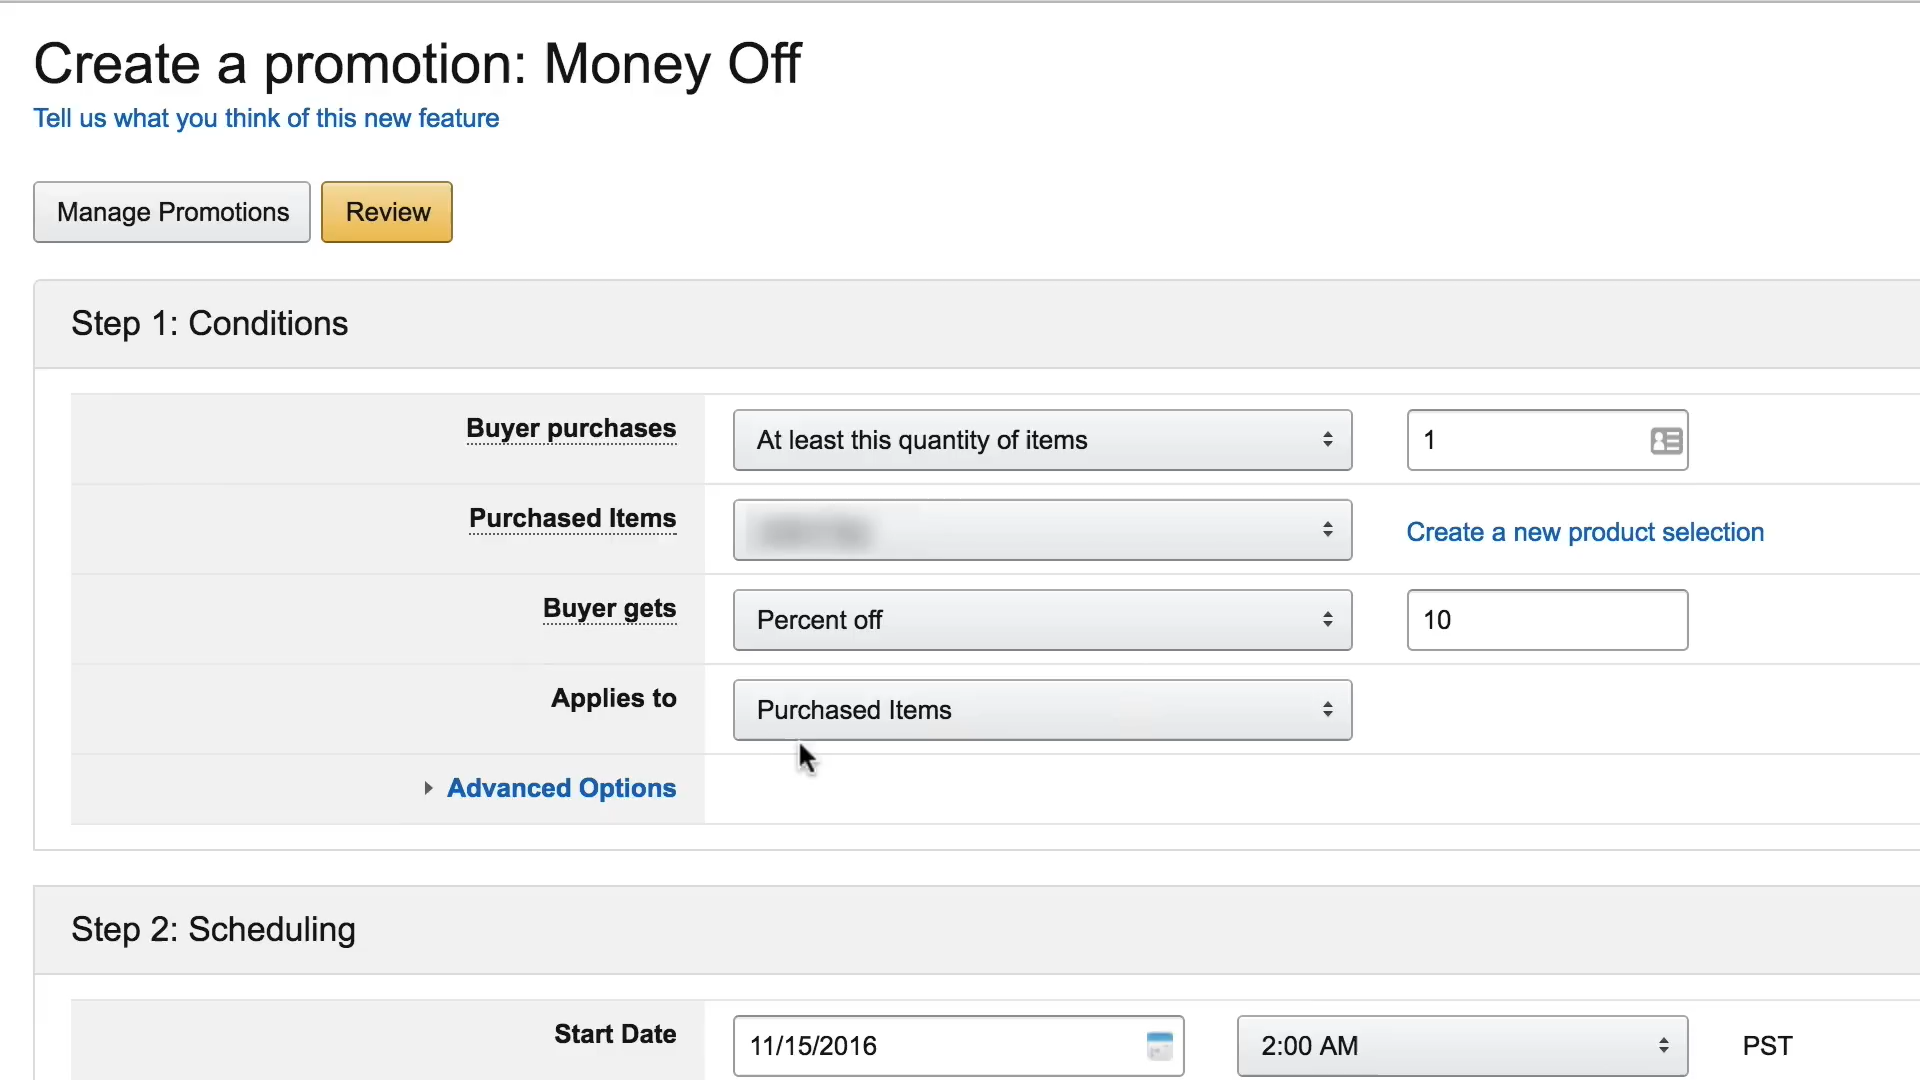 Create a promotion: Money Off
Tell us what you think of this new feature
Manage Promotions Review
Step 1: Conditions
Buyer purchases At least this quantity of items 1
Purchased Items Create a new product selection
Buyer gets Percent off 10
Applies to Purchased Items
Advanced Options
Step 2: Scheduling
Start Date 11/15/2016 2:00 AM PST